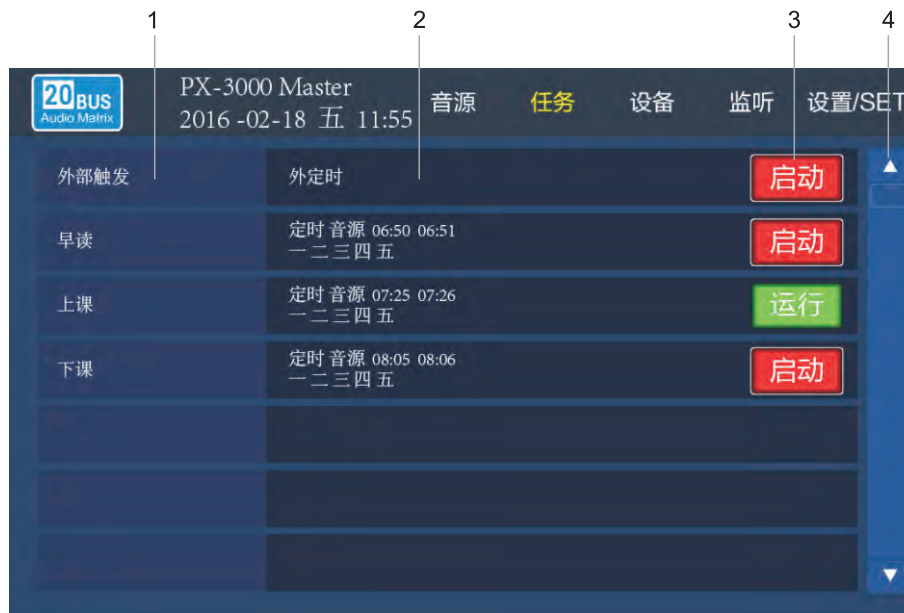 1 2 3 4
20 BUS
Audio Matrix
PX-3000 Master
2016 -02-18 五 11:55
音源 任务 设备 监听 设置/SET
外部触发 外定时 启动
早读 定时 音源 06:50 06:51
一 二 三 四 五
启动
上课 定时 音源 07:25 07:26
一 二 三 四 五
运行
下课 定时 音源 08:05 08:06
一 二 三 四 五
启动